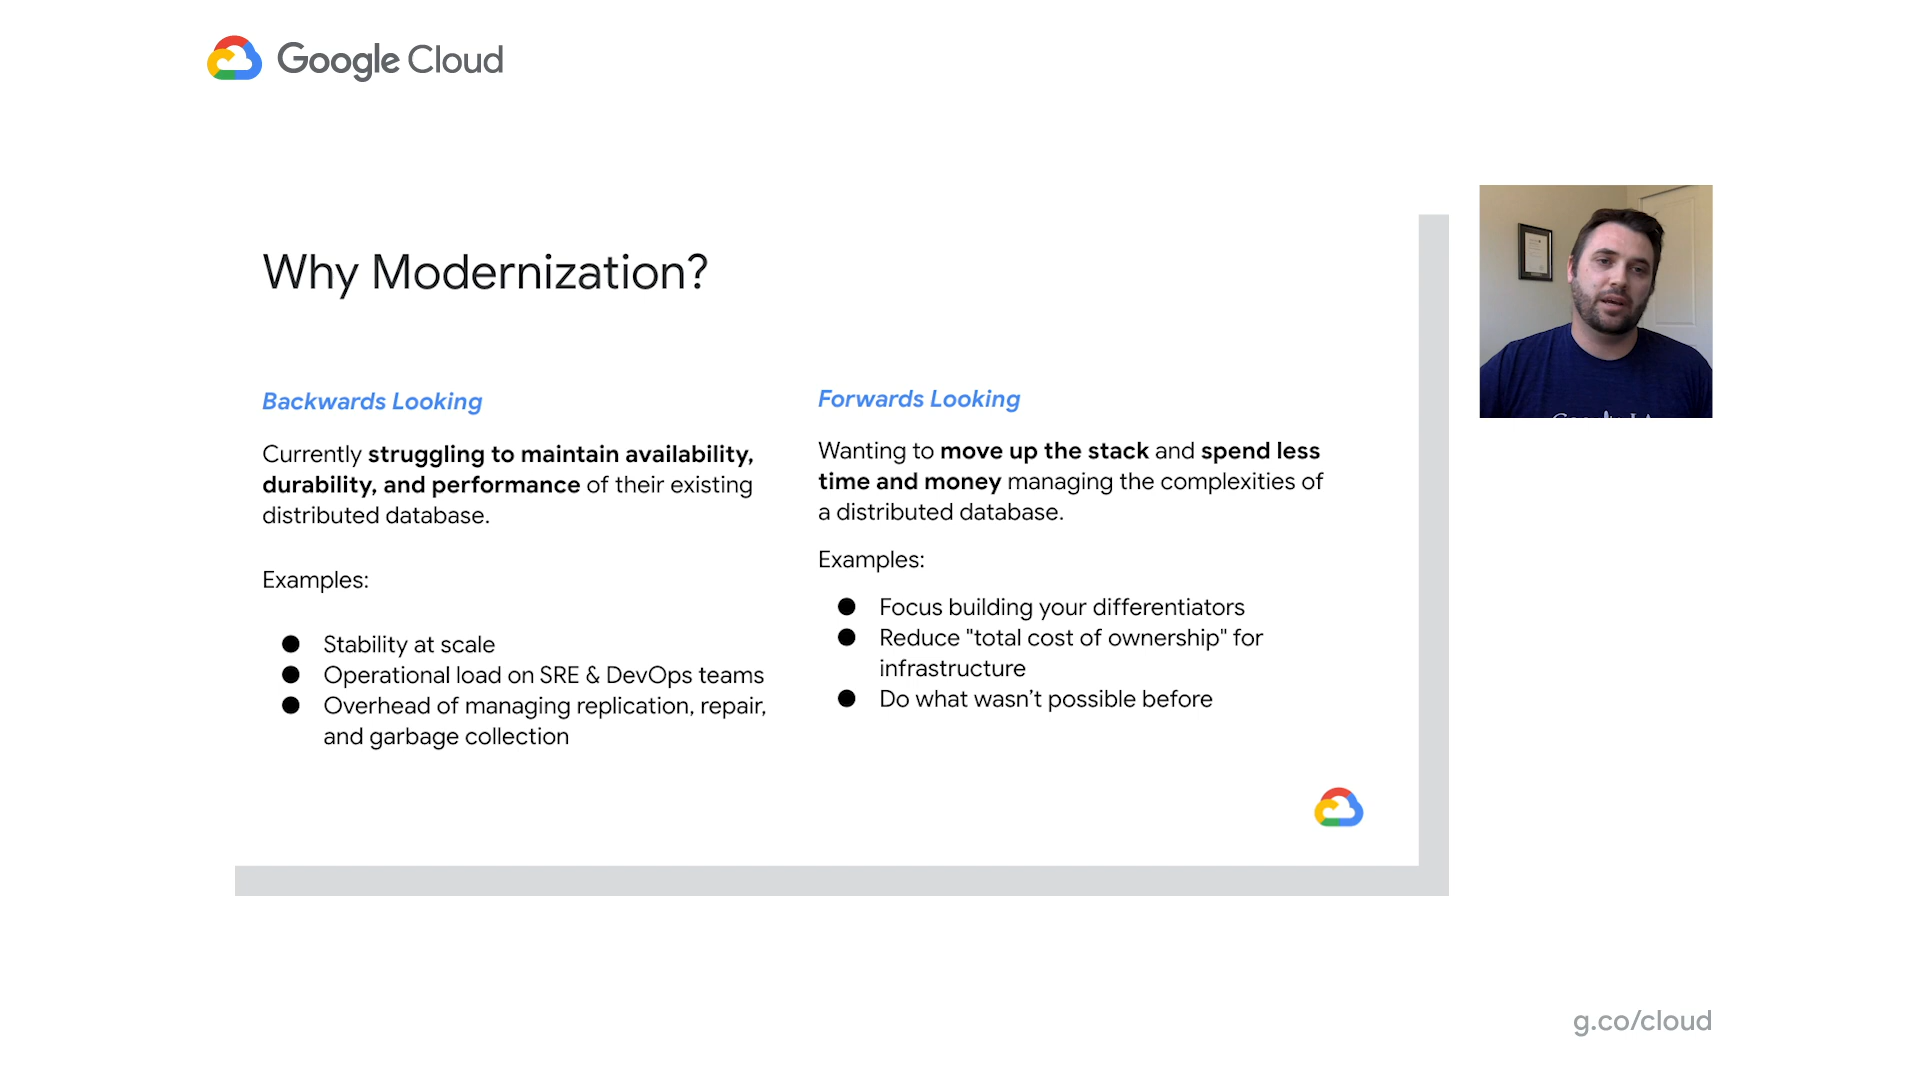 Google Cloud
Why Modernization?
Backwards Looking
Currently struggling to maintain availability,
durability, and performance of their existing
distributed database.
Examples:
● Stability at scale
● Operational load on SRE & DevOps teams
● Overhead of managing replication, repair,
and garbage collection
Forwards Looking
Wanting to move up the stack and spend less
time and money managing the complexities of
a distributed database.
Examples:
● Focus building your differentiators
● Reduce "total cost of ownership" for
infrastructure
● Do what wasn’t possible before
g.co/cloud